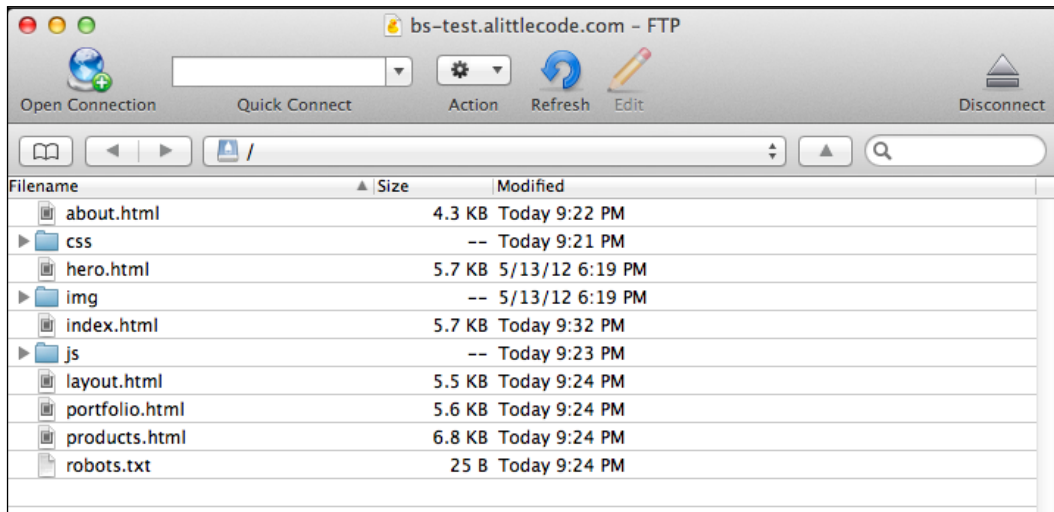 bs-test.alittlecode.com – FTP
Open Connection Quick Connect Action Refresh Edit Disconnect
/
Filename Size Modified
about.html 4.3 KB Today 9:22 PM
css -- Today 9:21 PM
hero.html 5.7 KB 5/13/12 6:19 PM
img -- 5/13/12 6:19 PM
index.html 5.7 KB Today 9:32 PM
js -- Today 9:23 PM
layout.html 5.5 KB Today 9:24 PM
portfolio.html 5.6 KB Today 9:24 PM
products.html 6.8 KB Today 9:24 PM
robots.txt 25 B Today 9:24 PM